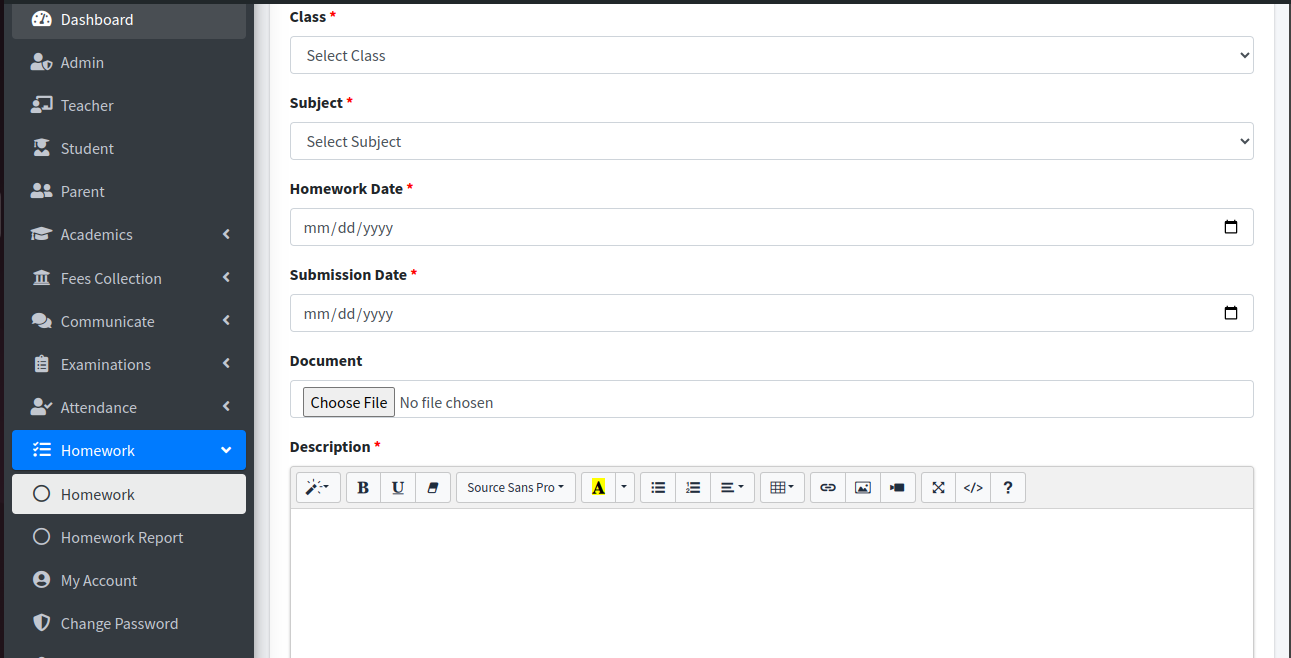 Dashboard
Admin
Teacher
Student
Parent
Academics
Fees Collection
Communicate
Examinations
Attendance
Homework
Homework
Homework Report
My Account
Change Password
Class *
Select Class
Subject *
Select Subject
Homework Date *
mm/dd/yyyy
Submission Date *
mm/dd/yyyy
Document
Choose File No file chosen
Description *
B U Source Sans Pro A </> ?